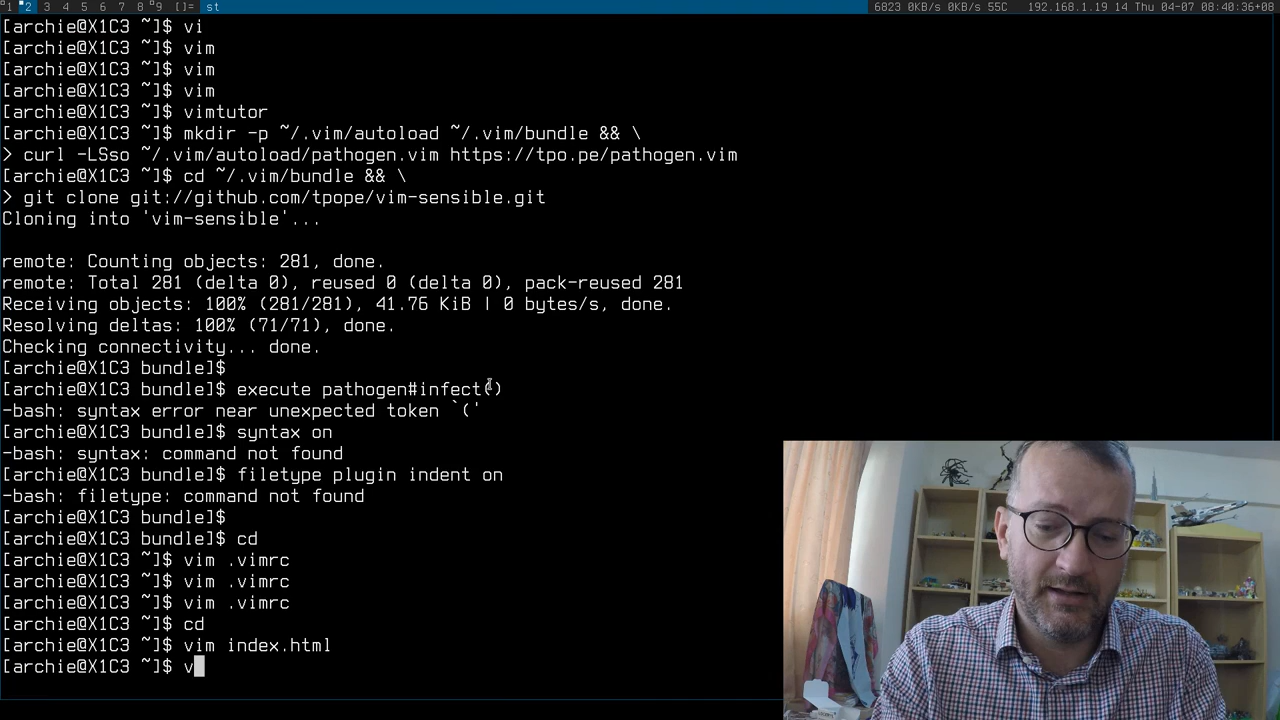 1 2 3 4 5 6 7 8 9 []= st 6823 0KB/s 0KB/s 55C 192.168.1.19 14 Thu 04-07 08:40:36+08
[archie@X1C3 ~]$ vi
[archie@X1C3 ~]$ vim
[archie@X1C3 ~]$ vim
[archie@X1C3 ~]$ vim
[archie@X1C3 ~]$ vimtutor
[archie@X1C3 ~]$ mkdir -p ~/.vim/autoload ~/.vim/bundle && \
> curl -LSso ~/.vim/autoload/pathogen.vim https://tpo.pe/pathogen.vim
[archie@X1C3 ~]$ cd ~/.vim/bundle && \
> git clone git://github.com/tpope/vim-sensible.git
Cloning into 'vim-sensible'...
remote: Counting objects: 281, done.
remote: Total 281 (delta 0), reused 0 (delta 0), pack-reused 281
Receiving objects: 100% (281/281), 41.76 KiB | 0 bytes/s, done.
Resolving deltas: 100% (71/71), done.
Checking connectivity... done.
[archie@X1C3 bundle]$
[archie@X1C3 bundle]$ execute pathogen#infect()
-bash: syntax error near unexpected token `('
[archie@X1C3 bundle]$ syntax on
-bash: syntax: command not found
[archie@X1C3 bundle]$ filetype plugin indent on
-bash: filetype: command not found
[archie@X1C3 bundle]$
[archie@X1C3 bundle]$ cd
[archie@X1C3 ~]$ vim .vimrc
[archie@X1C3 ~]$ vim .vimrc
[archie@X1C3 ~]$ vim .vimrc
[archie@X1C3 ~]$ cd
[archie@X1C3 ~]$ vim index.html
[archie@X1C3 ~]$ v